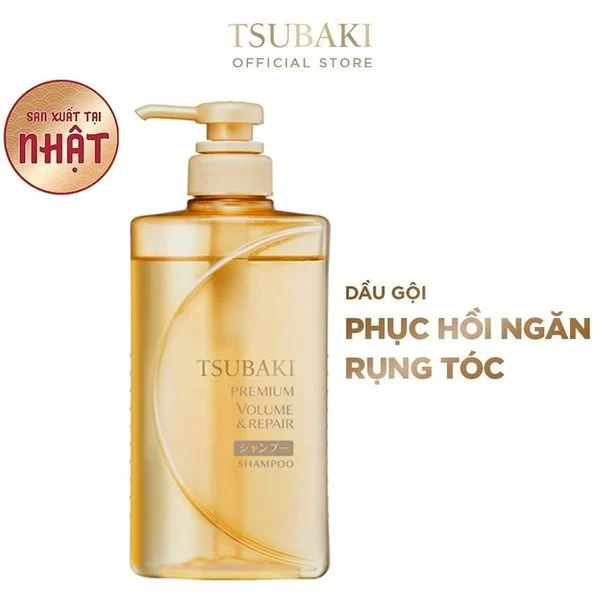 TSUBAKI
OFFICIAL STORE
SẢN XUẤT TẠI
NHẬT
DẦU GỘI
PHỤC HỒI NGĂN
RỤNG TÓC
TSUBAKI
PREMIUM
VOLUME
& REPAIR
シャンプー
SHAMPOO